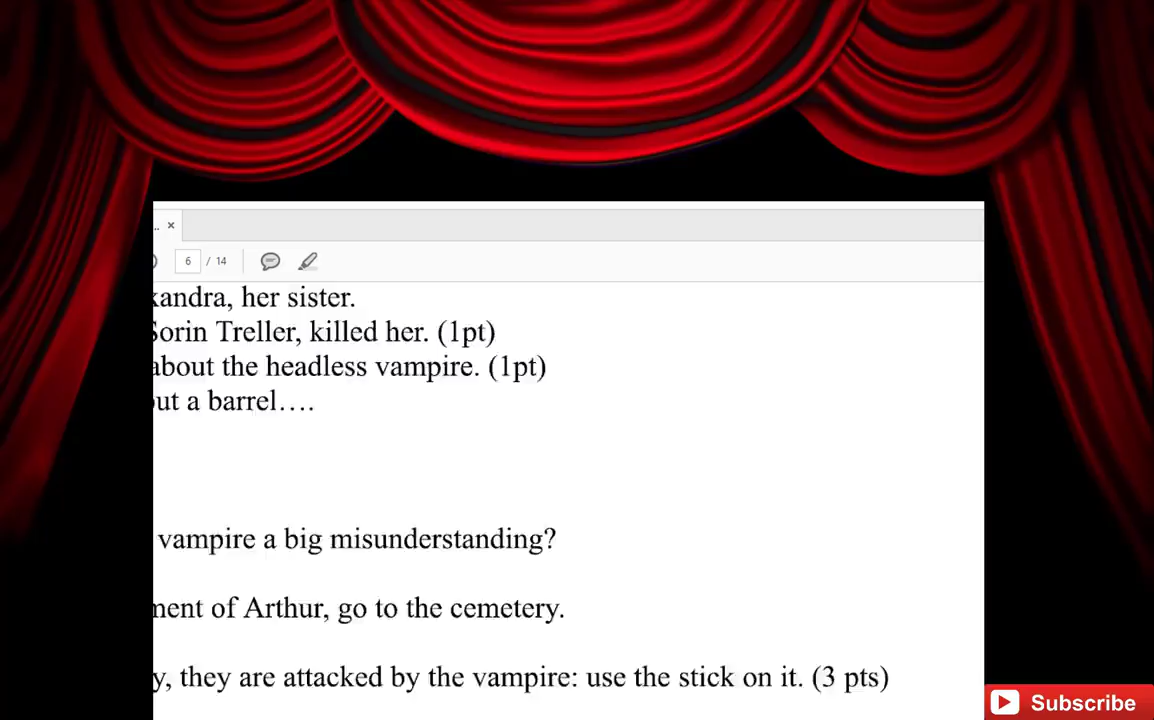 .. ×
6 / 14
xandra, her sister.
Sorin Treller, killed her. (1pt)
about the headless vampire. (1pt)
out a barrel….
vampire a big misunderstanding?
ment of Arthur, go to the cemetery.
y, they are attacked by the vampire: use the stick on it. (3 pts)
Subscribe